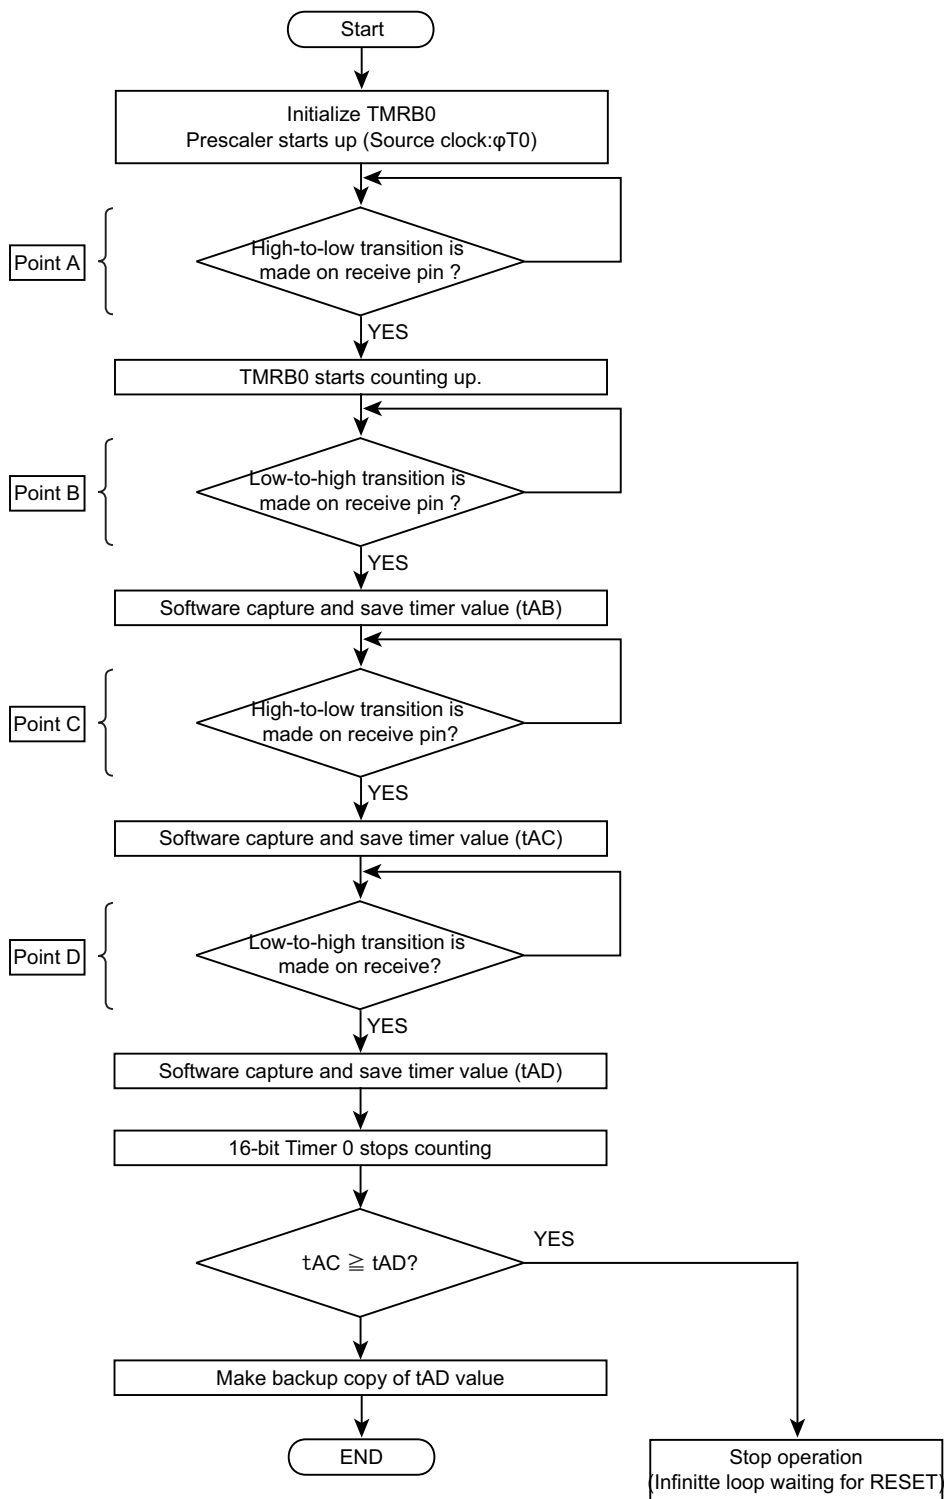 Start
Initialize TMRB0
Prescaler starts up (Source clock:φT0)
Point A
High-to-low transition is
made on receive pin ?
YES
TMRB0 starts counting up.
Point B
Low-to-high transition is
made on receive pin ?
YES
Software capture and save timer value (tAB)
Point C
High-to-low transition is
made on receive pin?
YES
Software capture and save timer value (tAC)
Point D
Low-to-high transition is
made on receive?
YES
Software capture and save timer value (tAD)
16-bit Timer 0 stops counting
YES
tAC ≧ tAD?
Make backup copy of tAD value
END
Stop operation
(Infinitte loop waiting for RESET)